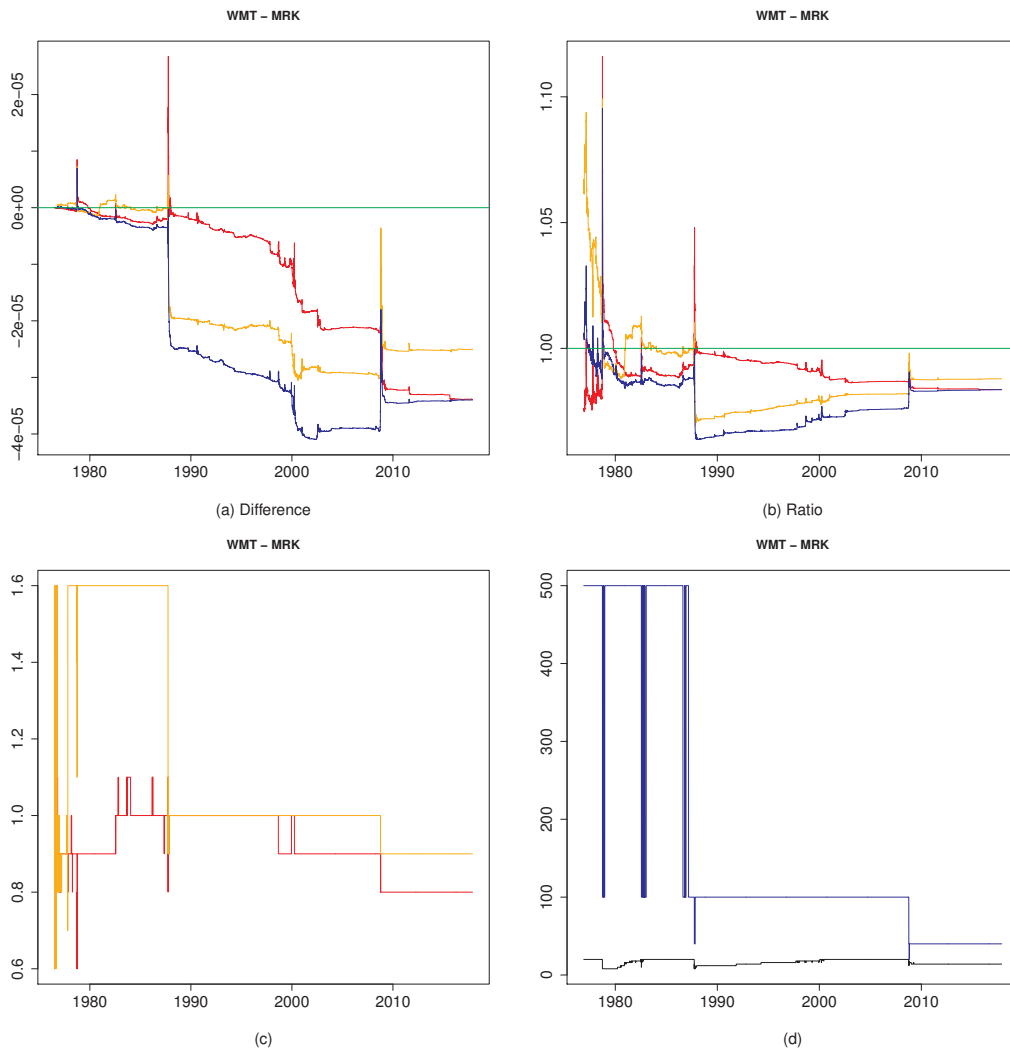 WMT − MRK
2e−05
0e+00
−2e−05
−4e−05
1980 1990 2000 2010
(a) Difference
WMT − MRK
1.10
1.05
1.00
1980 1990 2000 2010
(b) Ratio
WMT − MRK
1.6
1.4
1.2
1.0
0.8
0.6
1980 1990 2000 2010
(c)
WMT − MRK
500
400
300
200
100
0
1980 1990 2000 2010
(d)